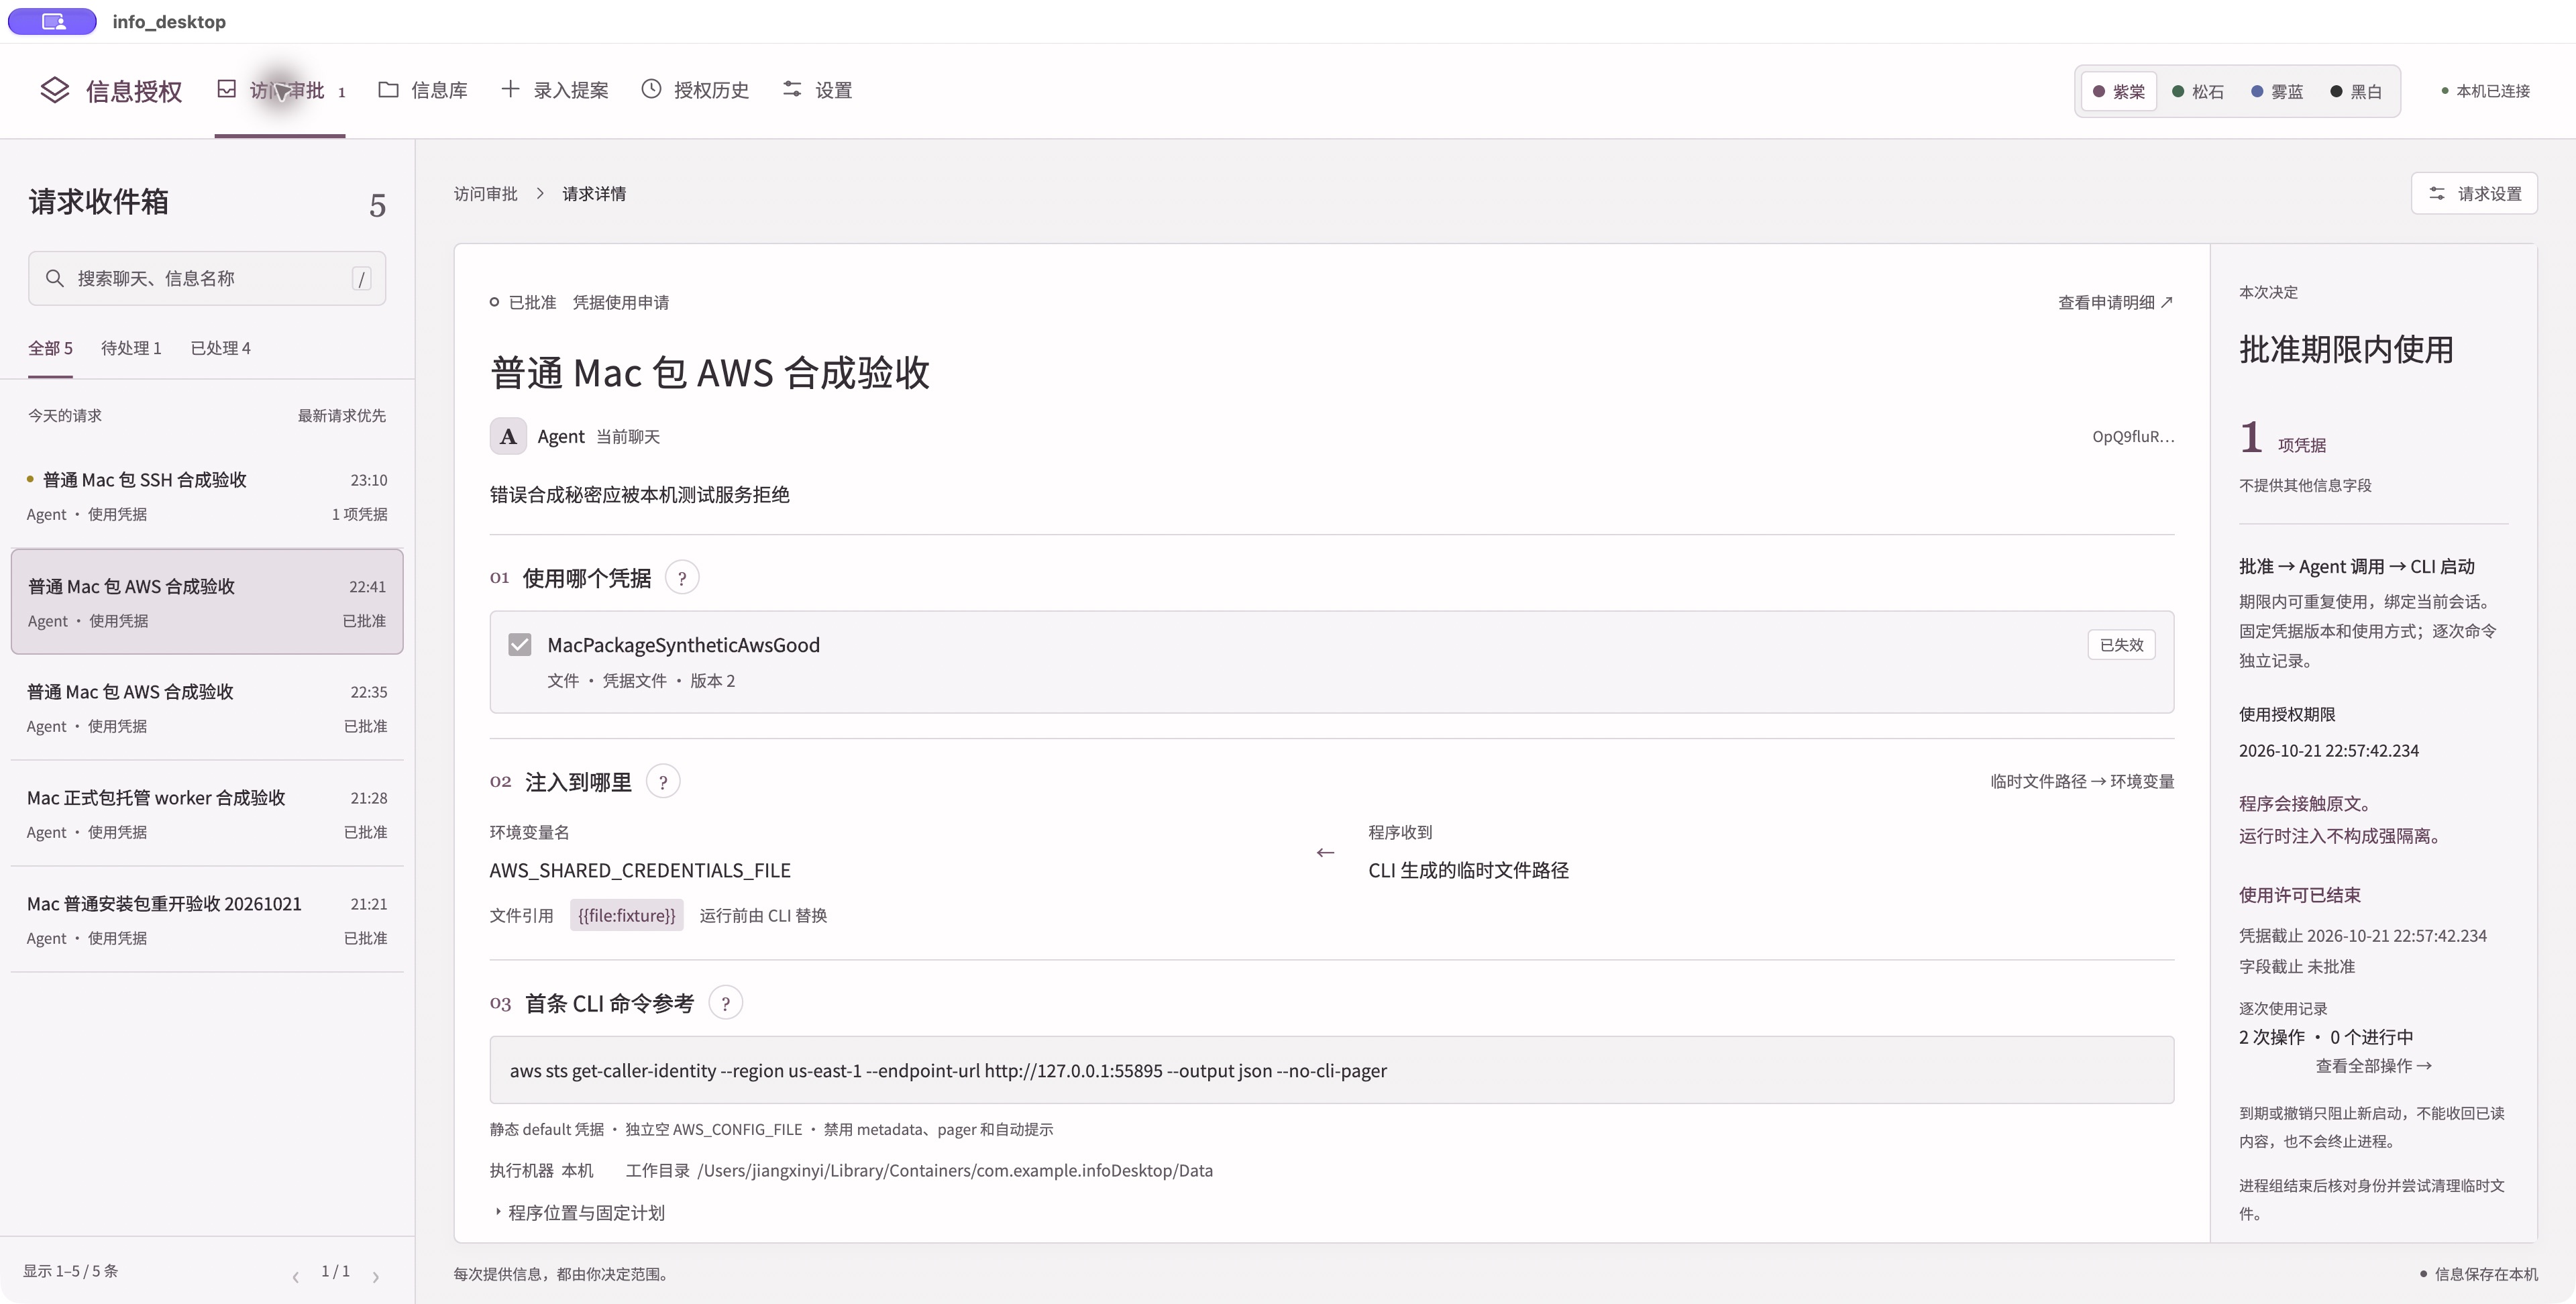 info_desktop
信息授权
访问审批 1
信息库
录入提案
授权历史
设置
紫棠
松石
雾蓝
黑白
本机已连接
请求收件箱
5
搜索聊天、信息名称
/
全部 5
待处理 1
已处理 4
今天的请求
最新请求优先
普通 Mac 包 SSH 合成验收
23:10
Agent · 使用凭据
1 项凭据
普通 Mac 包 AWS 合成验收
22:41
Agent · 使用凭据
已批准
普通 Mac 包 AWS 合成验收
22:35
Agent · 使用凭据
已批准
Mac 正式包托管 worker 合成验收
21:28
Agent · 使用凭据
已批准
Mac 普通安装包重开验收 20261021
21:21
Agent · 使用凭据
已批准
显示 1–5 / 5 条
‹ 1 / 1 ›
访问审批 > 请求详情
请求设置
已批准 凭据使用申请
查看申请明细 ↗
普通 Mac 包 AWS 合成验收
A Agent 当前聊天
OpQ9fluR…
错误合成秘密应被本机测试服务拒绝
01 使用哪个凭据 ?
MacPackageSyntheticAwsGood
已失效
文件 · 凭据文件 · 版本 2
02 注入到哪里 ?
临时文件路径 → 环境变量
环境变量名
程序收到
AWS_SHARED_CREDENTIALS_FILE
←
CLI 生成的临时文件路径
文件引用 {{file:fixture}} 运行前由 CLI 替换
03 首条 CLI 命令参考 ?
aws sts get-caller-identity --region us-east-1 --endpoint-url http://127.0.0.1:55895 --output json --no-cli-pager
静态 default 凭据 · 独立空 AWS_CONFIG_FILE · 禁用 metadata、pager 和自动提示
执行机器 本机 工作目录 /Users/jiangxinyi/Library/Containers/com.example.infoDesktop/Data
程序位置与固定计划
本次决定
批准期限内使用
1 项凭据
不提供其他信息字段
批准 → Agent 调用 → CLI 启动
期限内可重复使用，绑定当前会话。
固定凭据版本和使用方式；逐次命令
独立记录。
使用授权期限
2026-10-21 22:57:42.234
程序会接触原文。
运行时注入不构成强隔离。
使用许可已结束
凭据截止 2026-10-21 22:57:42.234
字段截止 未批准
逐次使用记录
2 次操作 · 0 个进行中
查看全部操作 →
到期或撤销只阻止新启动，不能收回已读
内容，也不会终止进程。
进程组结束后核对身份并尝试清理临时文
件。
每次提供信息，都由你决定范围。
信息保存在本机